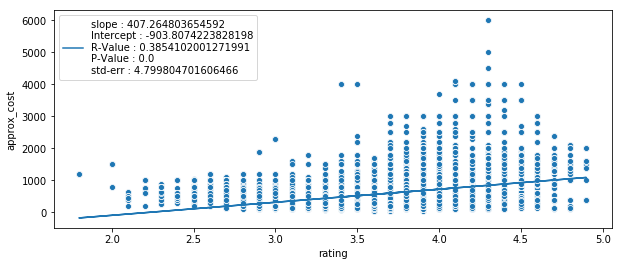 slope : 407.264803654592
Intercept : -903.8074223828198
R-Value : 0.3854102001271991
P-Value : 0.0
std-err : 4.799804701606466
6000
5000
4000
3000
2000
1000
0
approx_cost
2.0 2.5 3.0 3.5 4.0 4.5 5.0
rating